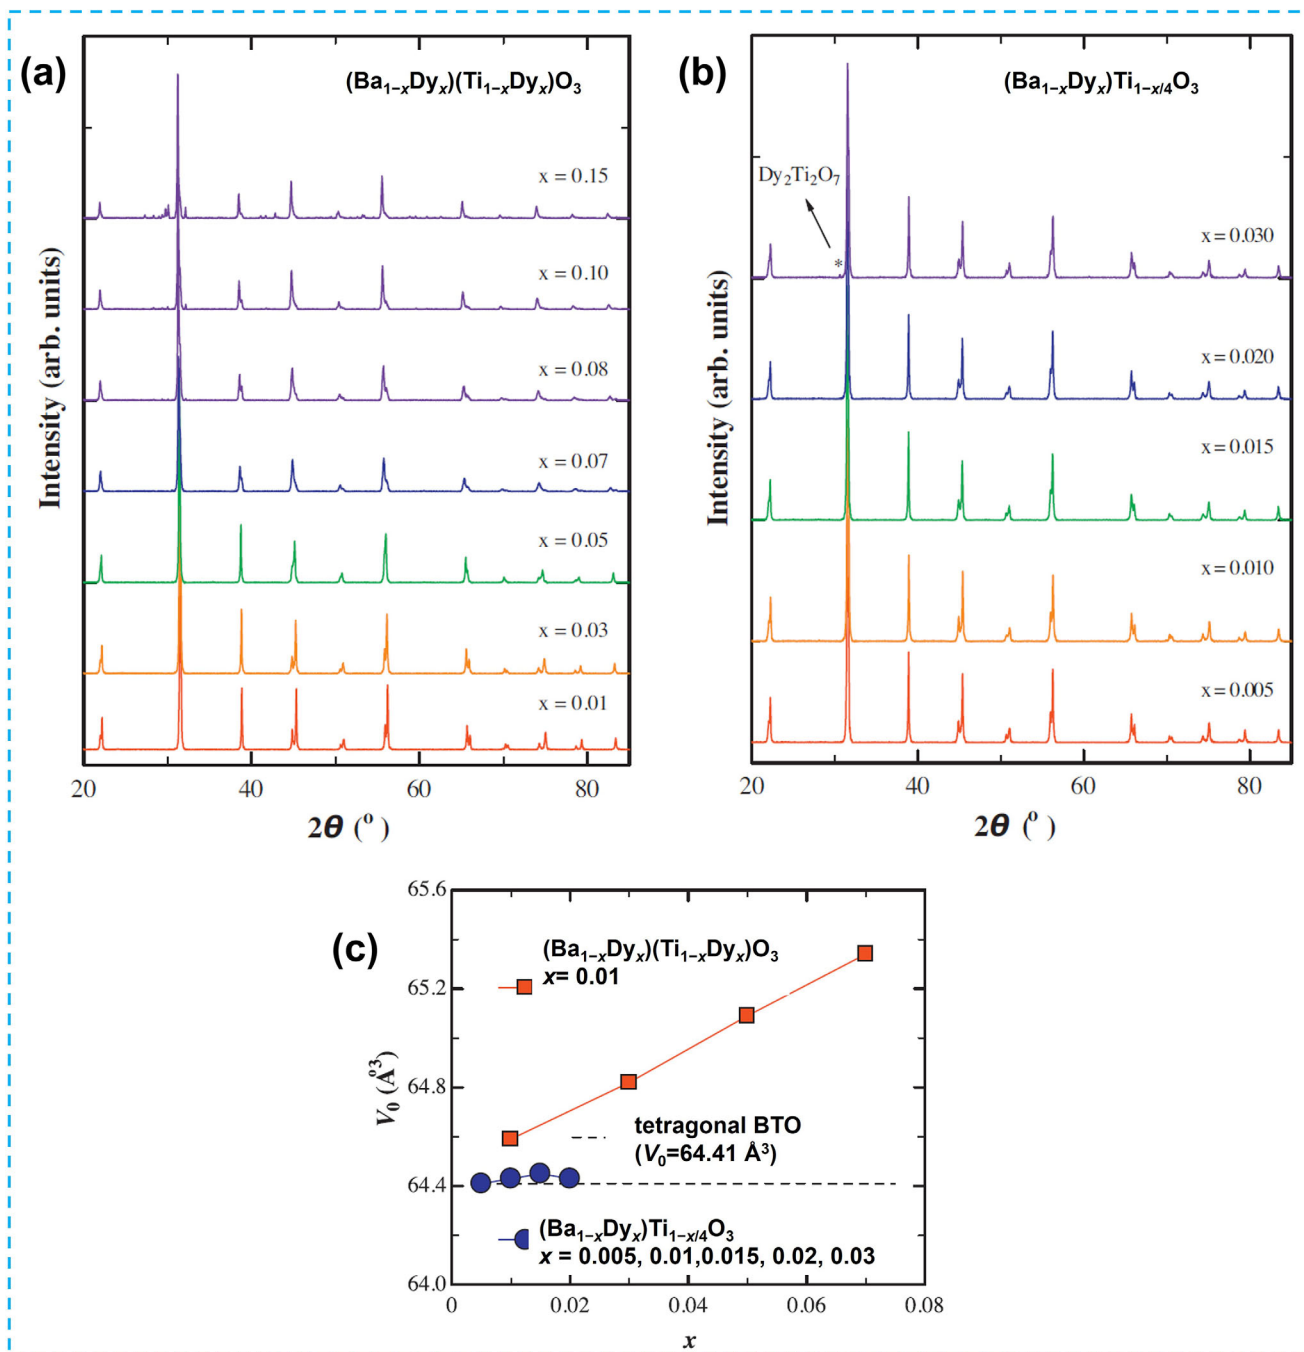 (a)
(Ba₁₋ₓDyₓ)(Ti₁₋ₓDyₓ)O₃
x = 0.15
x = 0.10
x = 0.08
x = 0.07
x = 0.05
x = 0.03
x = 0.01
Intensity (arb. units)
20 40 60 80
2θ (°)
(b)
(Ba₁₋ₓDyₓ)Ti₁₋ₓ/₄O₃
Dy₂Ti₂O₇
*
x = 0.030
x = 0.020
x = 0.015
x = 0.010
x = 0.005
Intensity (arb. units)
20 40 60 80
2θ (°)
(c)
65.6
65.2
64.8
64.4
64.0
V₀ (Å³)
(Ba₁₋ₓDyₓ)(Ti₁₋ₓDyₓ)O₃
x= 0.01
tetragonal BTO
(V₀=64.41 Å³)
(Ba₁₋ₓDyₓ)Ti₁₋ₓ/₄O₃
x = 0.005, 0.01,0.015, 0.02, 0.03
0 0.02 0.04 0.06 0.08
x